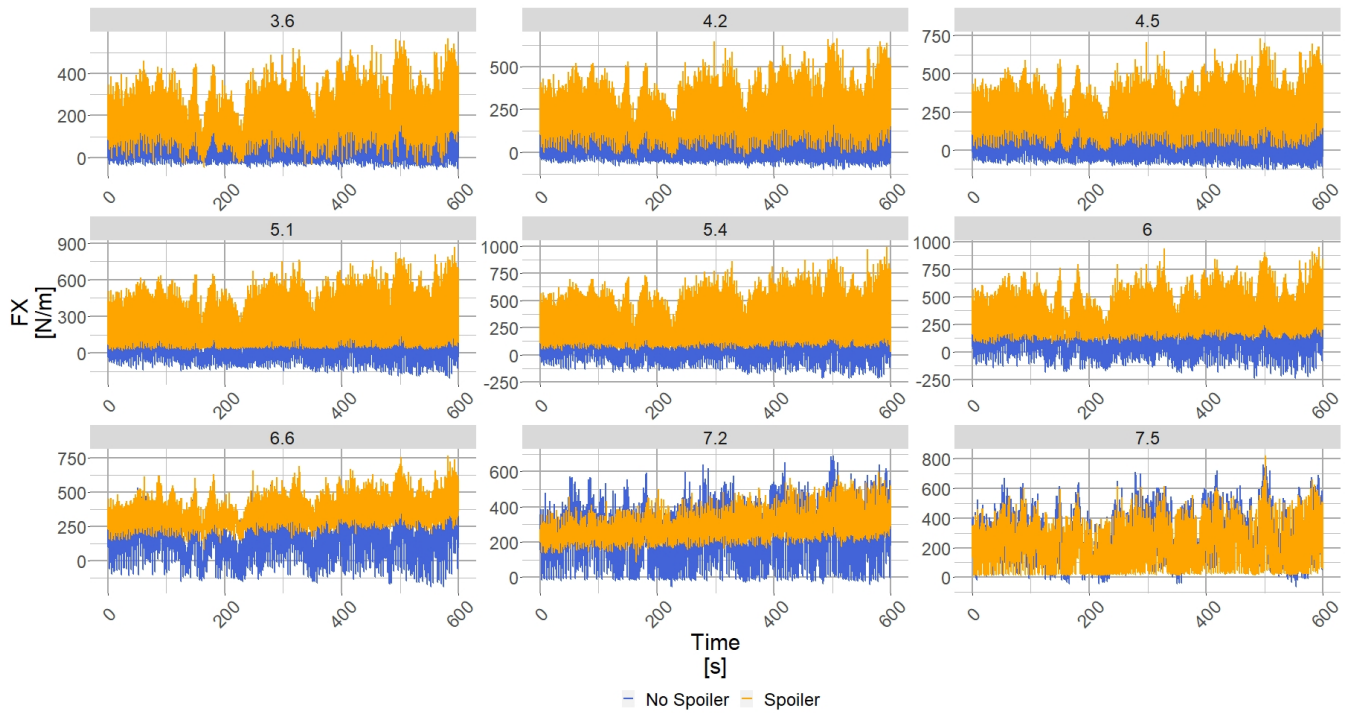 3.6 4.2 4.5
400 200 0
500 250 0
750 500 250 0
0 200 400 600 0 200 400 600 0 200 400 600
5.1 5.4 6
900 600 300 0
1000 750 500 250 0 -250
1000 750 500 250 0 -250
FX
[N/m]
0 200 400 600 0 200 400 600 0 200 400 600
6.6 7.2 7.5
750 500 250 0
600 400 200 0
800 600 400 200 0
0 200 400 600 0 200 400 600 0 200 400 600
Time
[s]
No Spoiler Spoiler